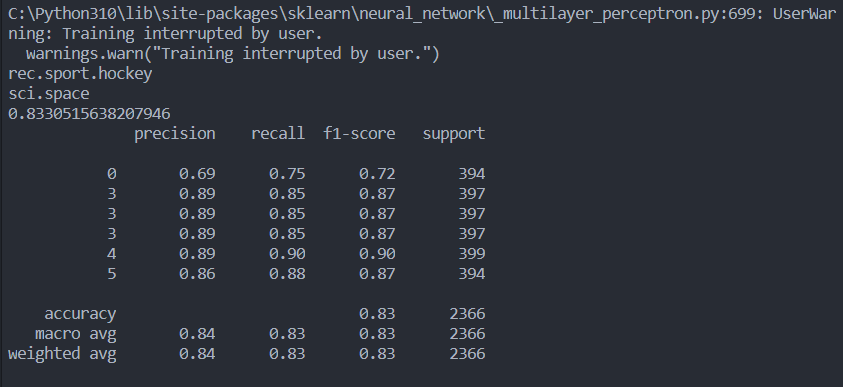 C:\Python310\lib\site-packages\sklearn\neural_network\_multilayer_perceptron.py:699: UserWar
ning: Training interrupted by user.
  warnings.warn("Training interrupted by user.")
rec.sport.hockey
sci.space
0.8330515638207946
              precision    recall  f1-score   support

           0       0.69      0.75      0.72       394
           3       0.89      0.85      0.87       397
           3       0.89      0.85      0.87       397
           3       0.89      0.85      0.87       397
           4       0.89      0.90      0.90       399
           5       0.86      0.88      0.87       394

    accuracy                           0.83      2366
   macro avg       0.84      0.83      0.83      2366
weighted avg       0.84      0.83      0.83      2366